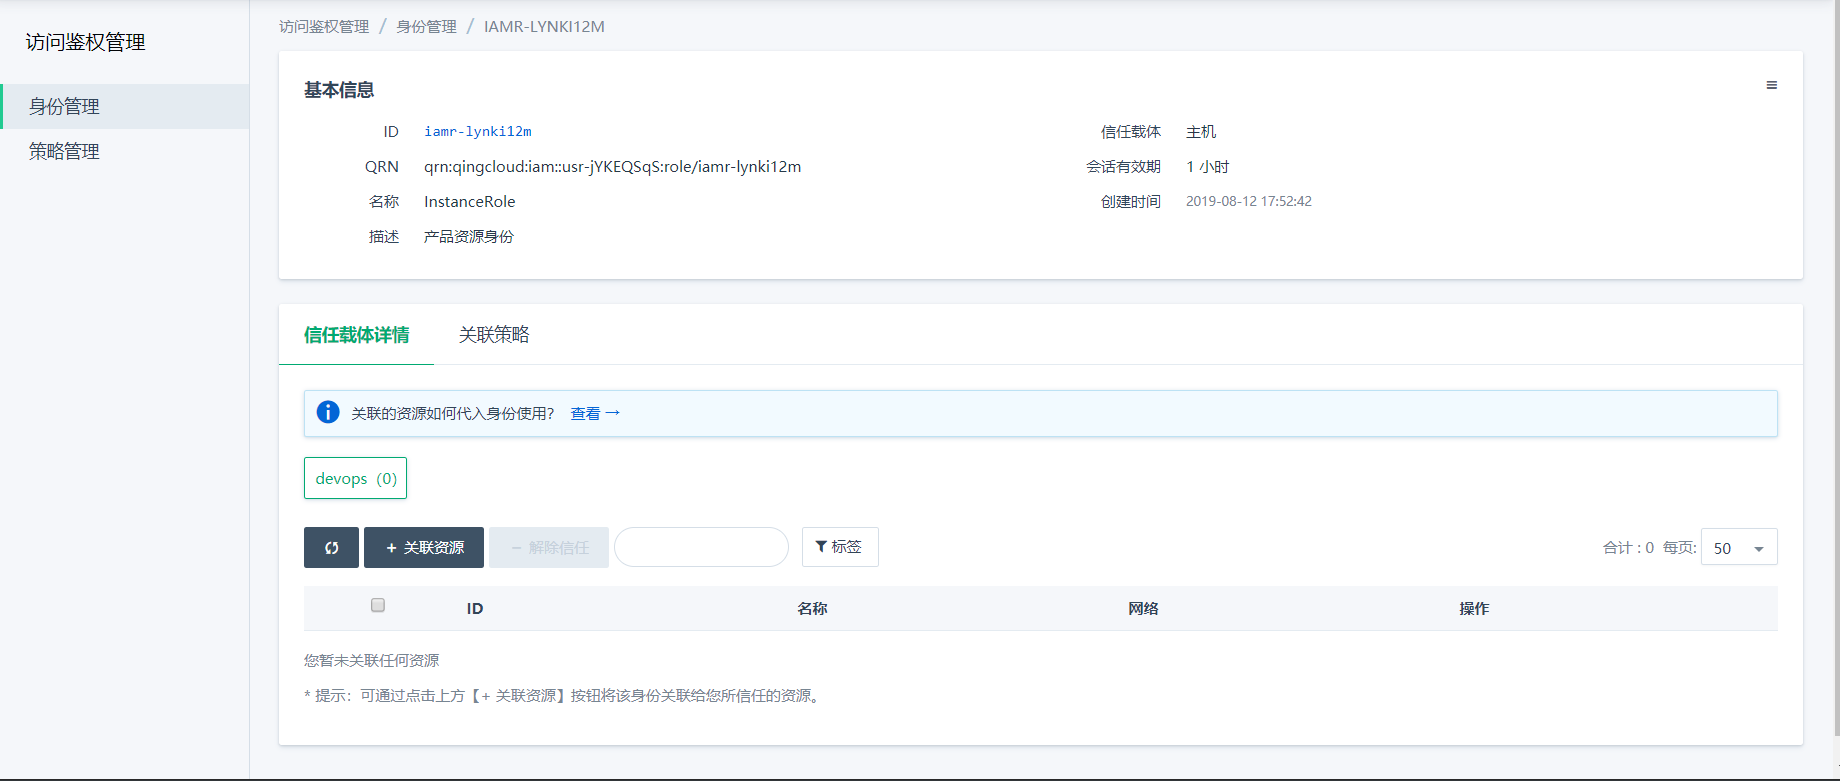 访问鉴权管理
身份管理
策略管理
访问鉴权管理 / 身份管理 / IAMR-LYNKI12M
基本信息
ID iamr-lynki12m
QRN qrn:qingcloud:iam::usr-jYKEQSqS:role/iamr-lynki12m
名称 InstanceRole
描述 产品资源身份
信任载体 主机
会话有效期 1 小时
创建时间 2019-08-12 17:52:42
信任载体详情 关联策略
关联的资源如何代入身份使用? 查看 →
devops (0)
+ 关联资源 − 解除信任 标签 合计 : 0 每页: 50
ID 名称 网络 操作
您暂未关联任何资源
* 提示：可通过点击上方【+ 关联资源】按钮将该身份关联给您所信任的资源。